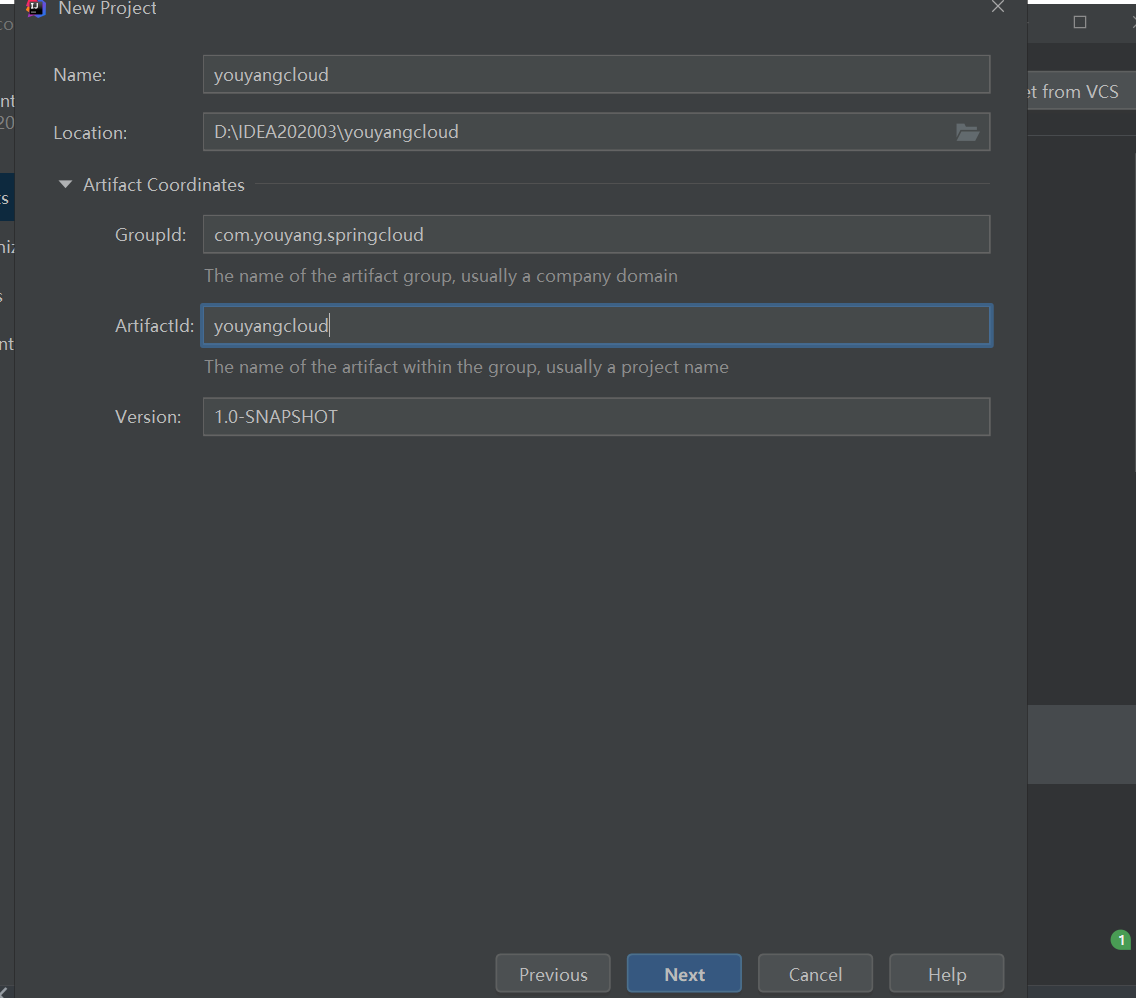 New Project
Name: youyangcloud
Location: D:\IDEA202003\youyangcloud
Artifact Coordinates
GroupId: com.youyang.springcloud
The name of the artifact group, usually a company domain
ArtifactId: youyangcloud
The name of the artifact within the group, usually a project name
Version: 1.0-SNAPSHOT
Previous Next Cancel Help
from VCS
1